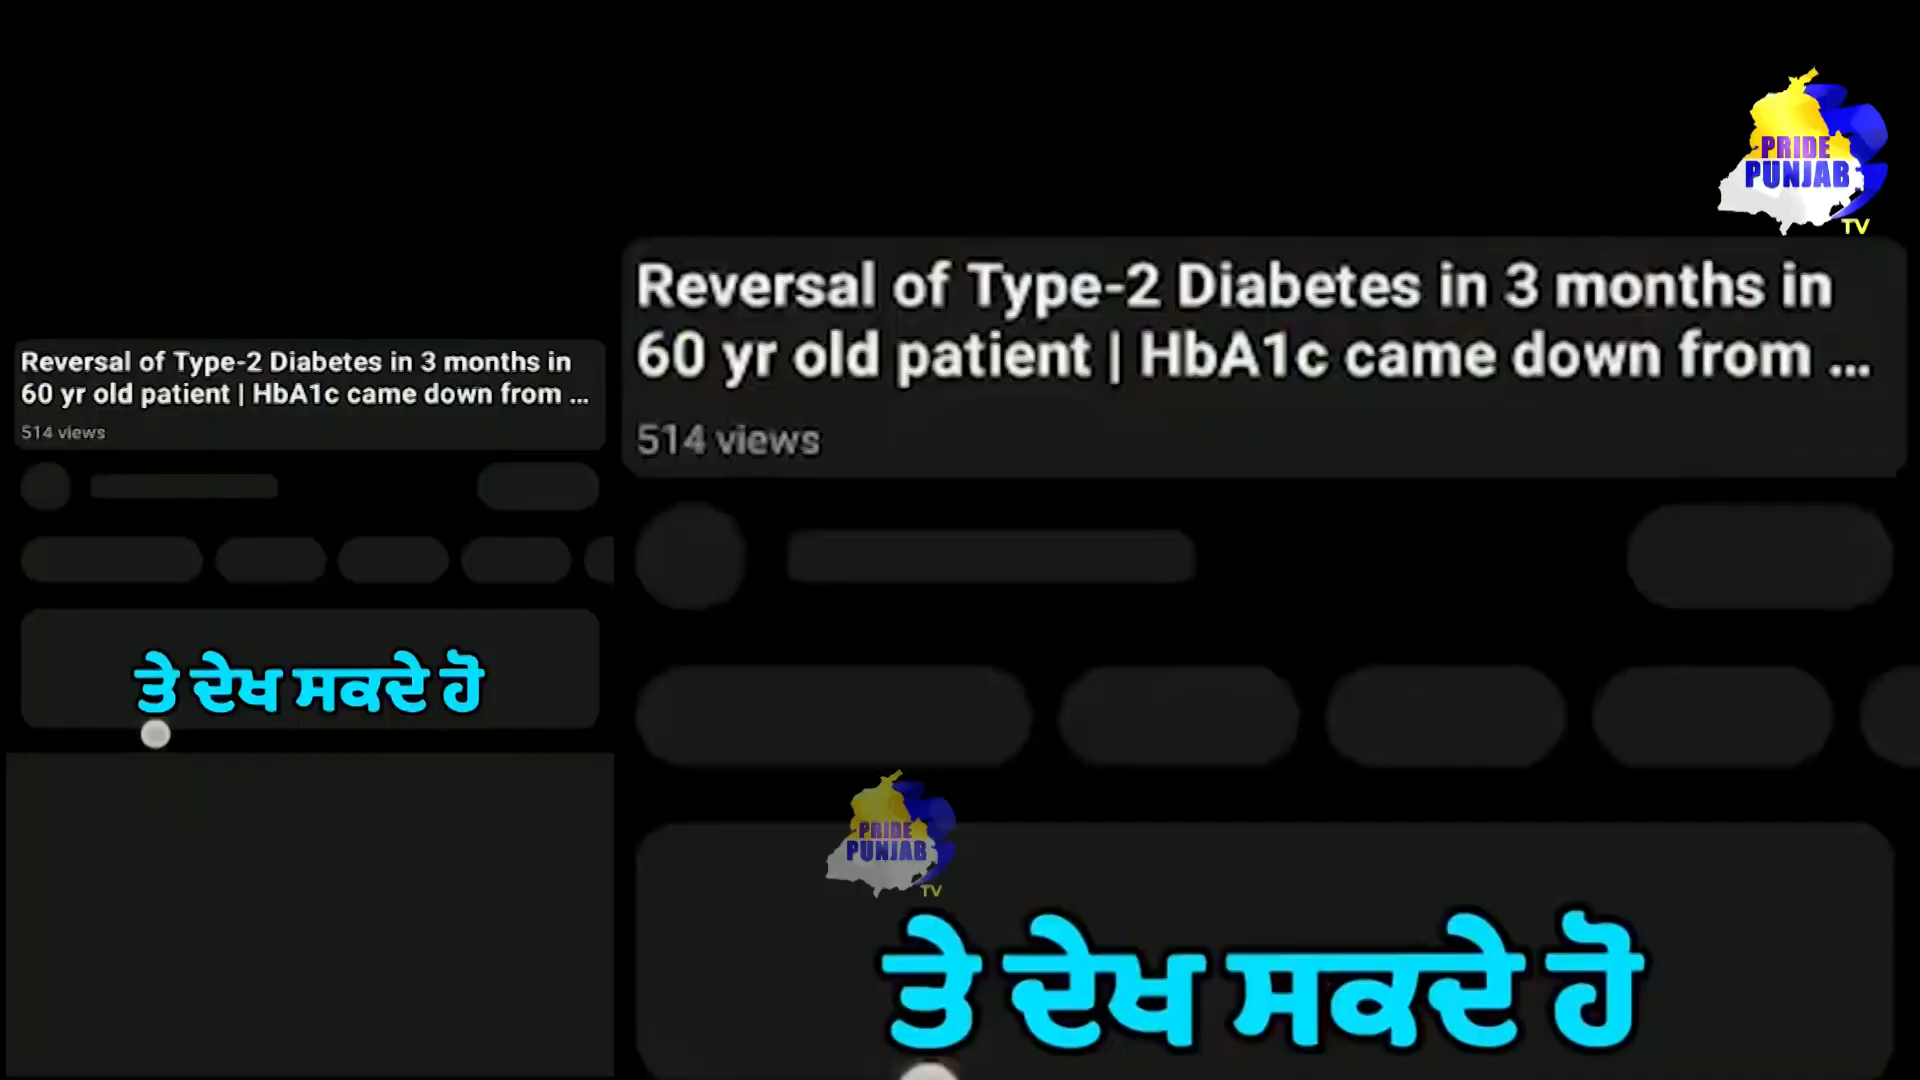 PRIDE
PUNJAB
TV
Reversal of Type-2 Diabetes in 3 months in
60 yr old patient | HbA1c came down from ...
514 views
ਤੇ ਦੇਖ ਸਕਦੇ ਹੋ
Reversal of Type-2 Diabetes in 3 months in
60 yr old patient | HbA1c came down from ...
514 views
PRIDE
PUNJAB
TV
ਤੇ ਦੇਖ ਸਕਦੇ ਹੋ